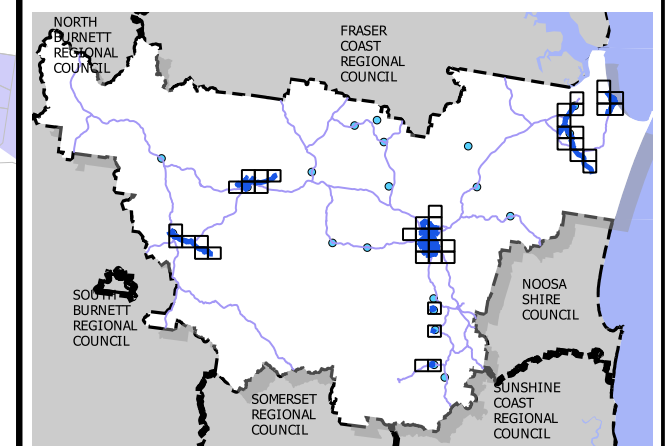 NORTH
BURNETT
REGIONAL
COUNCIL
FRASER
COAST
REGIONAL
COUNCIL
SOUTH
BURNETT
REGIONAL
COUNCIL
NOOSA
SHIRE
COUNCIL
SOMERSET
REGIONAL
COUNCIL
SUNSHINE
COAST
REGIONAL
COUNCIL